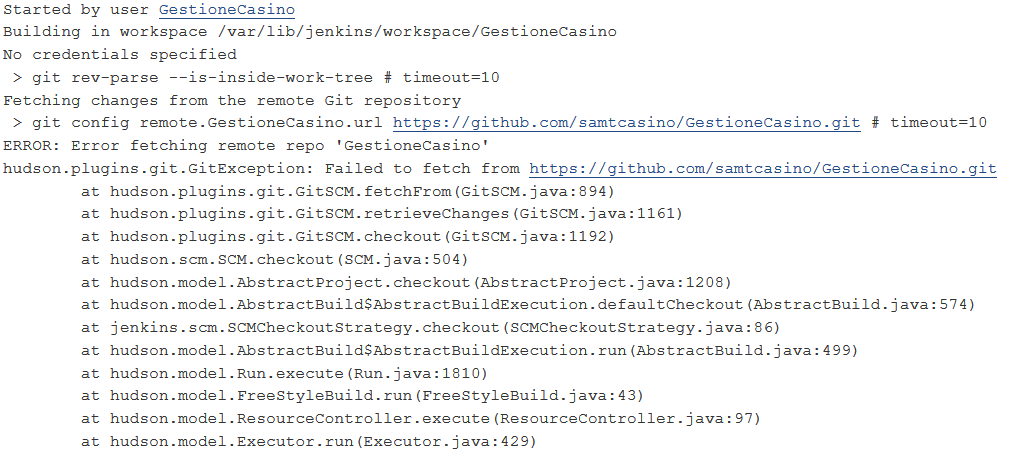 Started by user GestioneCasino
Building in workspace /var/lib/jenkins/workspace/GestioneCasino
No credentials specified
 > git rev-parse --is-inside-work-tree # timeout=10
Fetching changes from the remote Git repository
 > git config remote.GestioneCasino.url https://github.com/samtcasino/GestioneCasino.git # timeout=10
ERROR: Error fetching remote repo 'GestioneCasino'
hudson.plugins.git.GitException: Failed to fetch from https://github.com/samtcasino/GestioneCasino.git
        at hudson.plugins.git.GitSCM.fetchFrom(GitSCM.java:894)
        at hudson.plugins.git.GitSCM.retrieveChanges(GitSCM.java:1161)
        at hudson.plugins.git.GitSCM.checkout(GitSCM.java:1192)
        at hudson.scm.SCM.checkout(SCM.java:504)
        at hudson.model.AbstractProject.checkout(AbstractProject.java:1208)
        at hudson.model.AbstractBuild$AbstractBuildExecution.defaultCheckout(AbstractBuild.java:574)
        at jenkins.scm.SCMCheckoutStrategy.checkout(SCMCheckoutStrategy.java:86)
        at hudson.model.AbstractBuild$AbstractBuildExecution.run(AbstractBuild.java:499)
        at hudson.model.Run.execute(Run.java:1810)
        at hudson.model.FreeStyleBuild.run(FreeStyleBuild.java:43)
        at hudson.model.ResourceController.execute(ResourceController.java:97)
        at hudson.model.Executor.run(Executor.java:429)